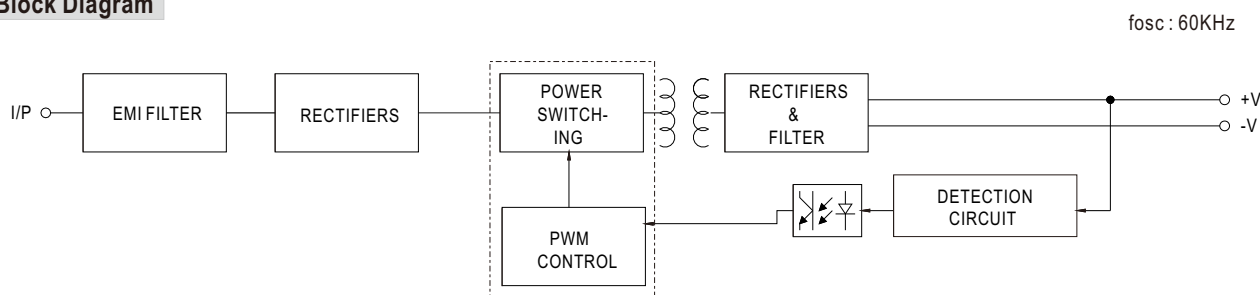 Block Diagram
fosc : 60KHz
I/P
EMI FILTER
RECTIFIERS
POWER
SWITCH-
ING
RECTIFIERS
&
FILTER
+V
-V
DETECTION
CIRCUIT
PWM
CONTROL